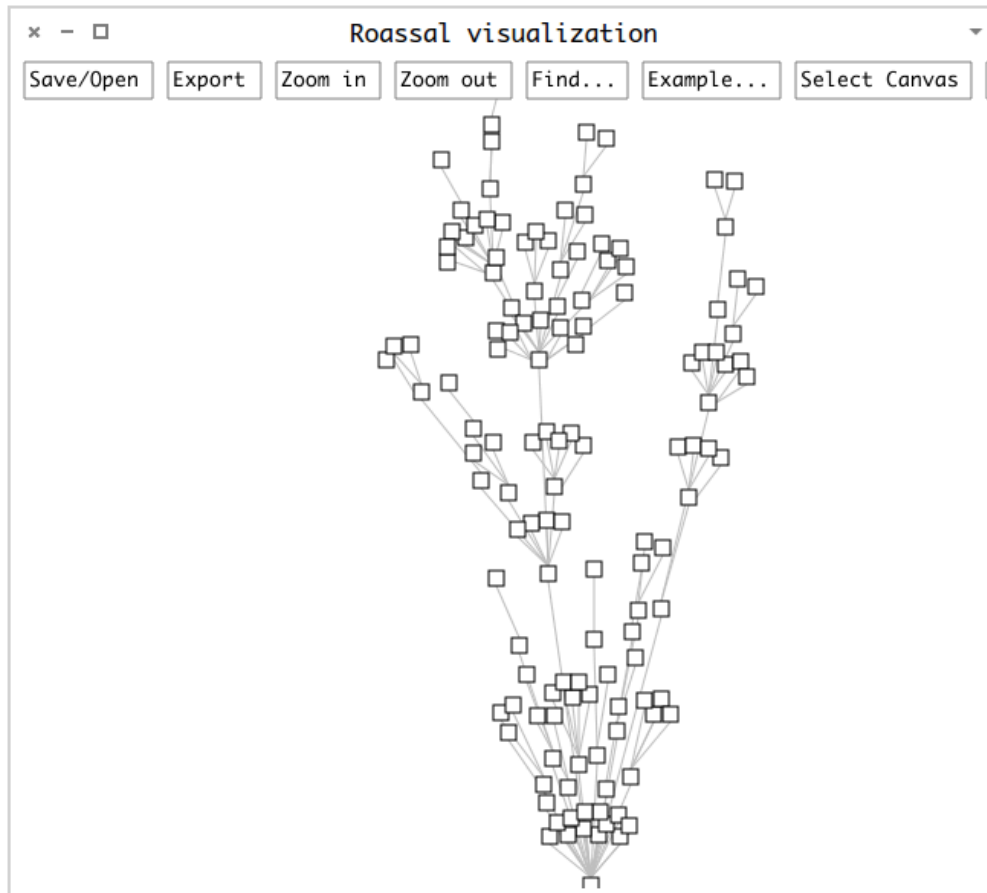 Roassal visualization
Save/Open Export Zoom in Zoom out Find... Example... Select Canvas